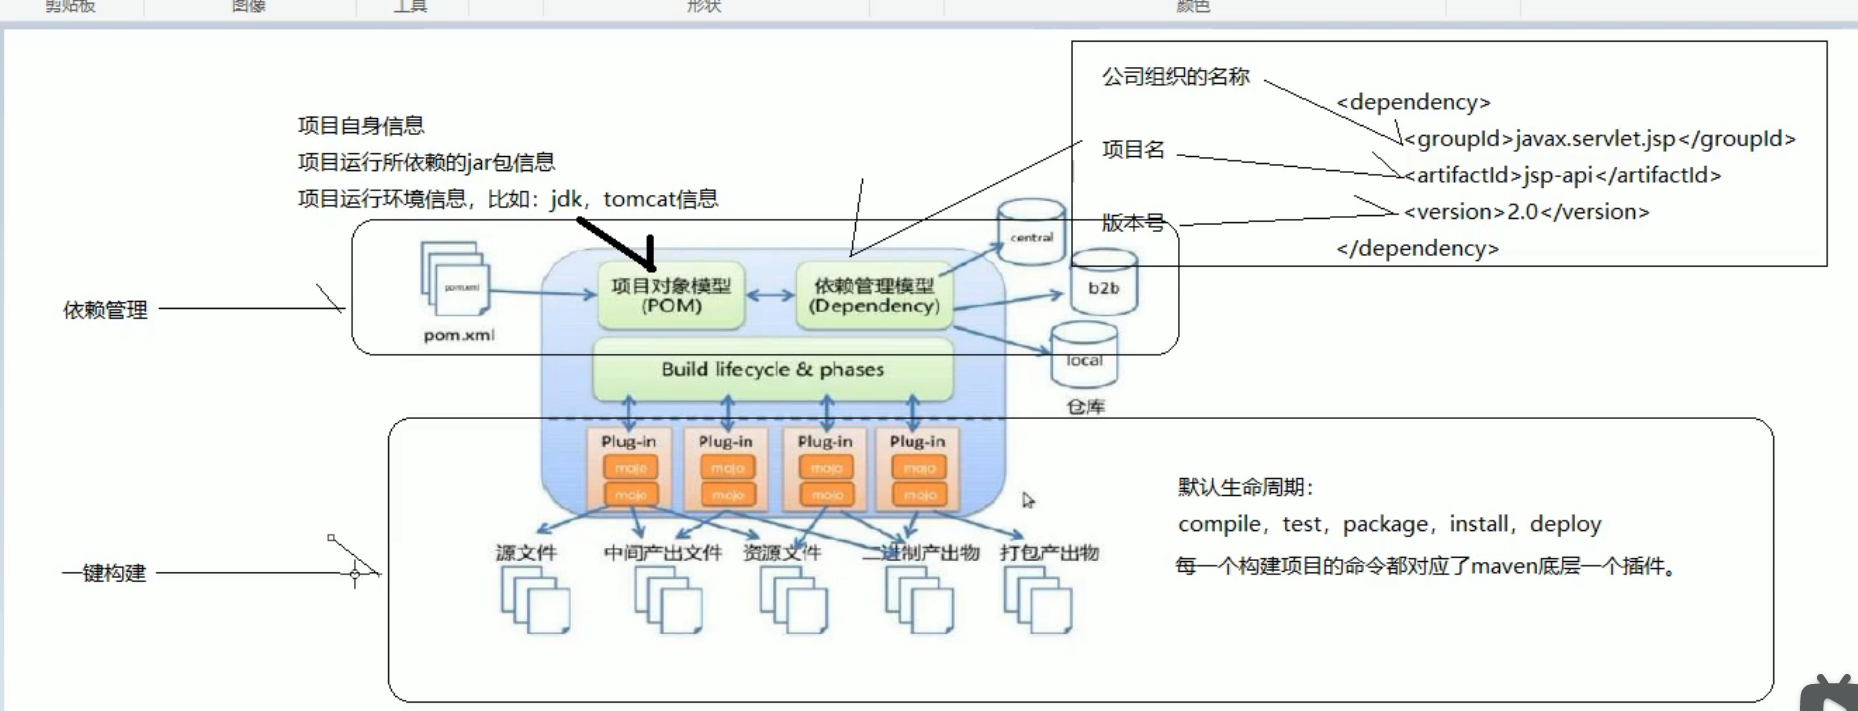 剪贴板
图像
工具
形状
颜色
公司组织的名称
<dependency>
项目自身信息
<groupId>javax.servlet.jsp</groupId>
项目名
项目运行所依赖的jar包信息
<artifactId>jsp-api</artifactId>
项目运行环境信息，比如：jdk，tomcat信息
<version>2.0</version>
版本号
central
</dependency>
项目对象模型
(POM)
依赖管理模型
(Dependency)
pom.xml
b2b
依赖管理
pom.xml
local
Build lifecycle & phases
仓库
Plug-in
Plug-in
Plug-in
Plug-in
mojo
mojo
mojo
mojo
mojo
mojo
mojo
mojo
默认生命周期：
compile，test，package，install，deploy
源文件
中间产出文件
资源文件
二进制产出物
打包产出物
每一个构建项目的命令都对应了maven底层一个插件。
一键构建